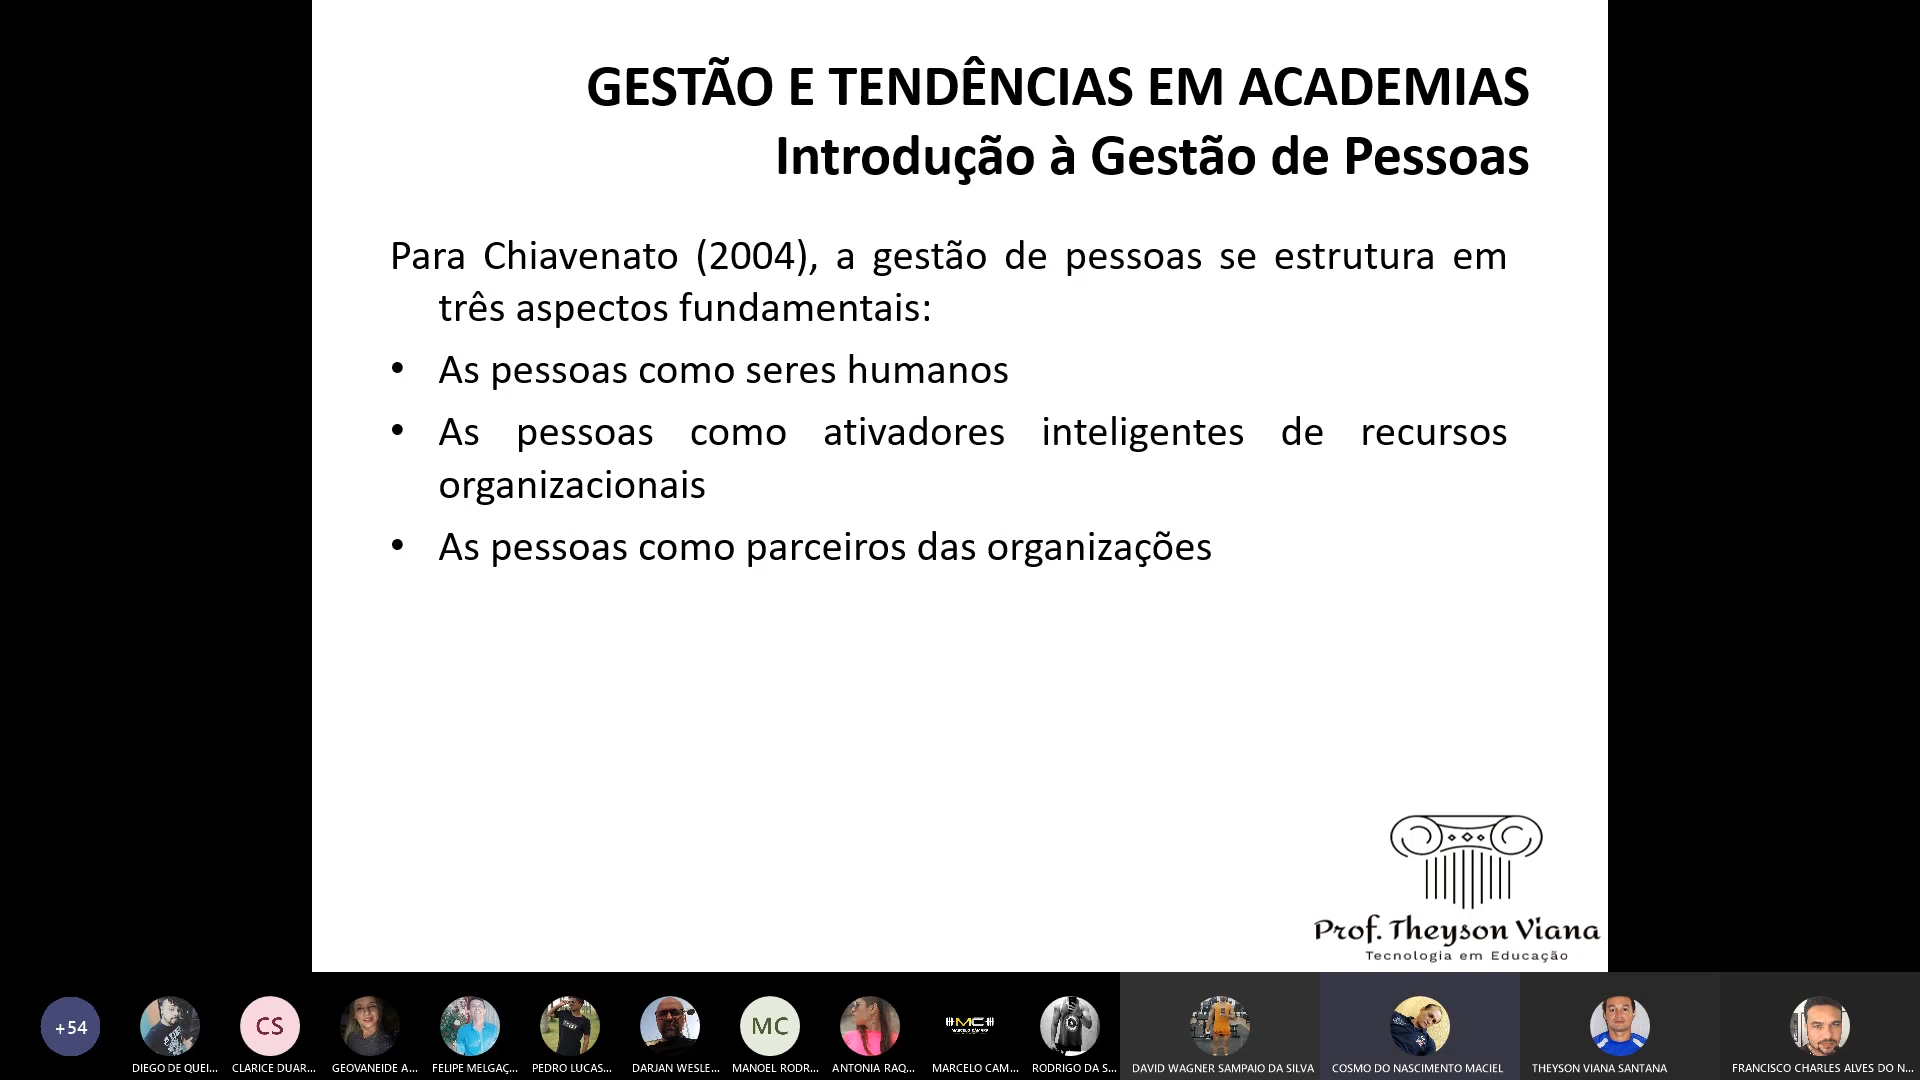 GESTÃO E TENDÊNCIAS EM ACADEMIAS
Introdução à Gestão de Pessoas
Para Chiavenato (2004), a gestão de pessoas se estrutura em
três aspectos fundamentais:
• As pessoas como seres humanos
• As pessoas como ativadores inteligentes de recursos
organizacionais
• As pessoas como parceiros das organizações
Prof. Theyson Viana
Tecnologia em Educação
+54
CS
MC
MC
DIEGO DE QUEI...
CLARICE DUAR...
GEOVANEIDE A...
FELIPE MELGAÇ...
PEDRO LUCAS...
DARJAN WESLE...
MANOEL RODR...
ANTONIA RAQ...
MARCELO CAM...
RODRIGO DA S...
DAVID WAGNER SAMPAIO DA SILVA
COSMO DO NASCIMENTO MACIEL
THEYSON VIANA SANTANA
FRANCISCO CHARLES ALVES DO N...